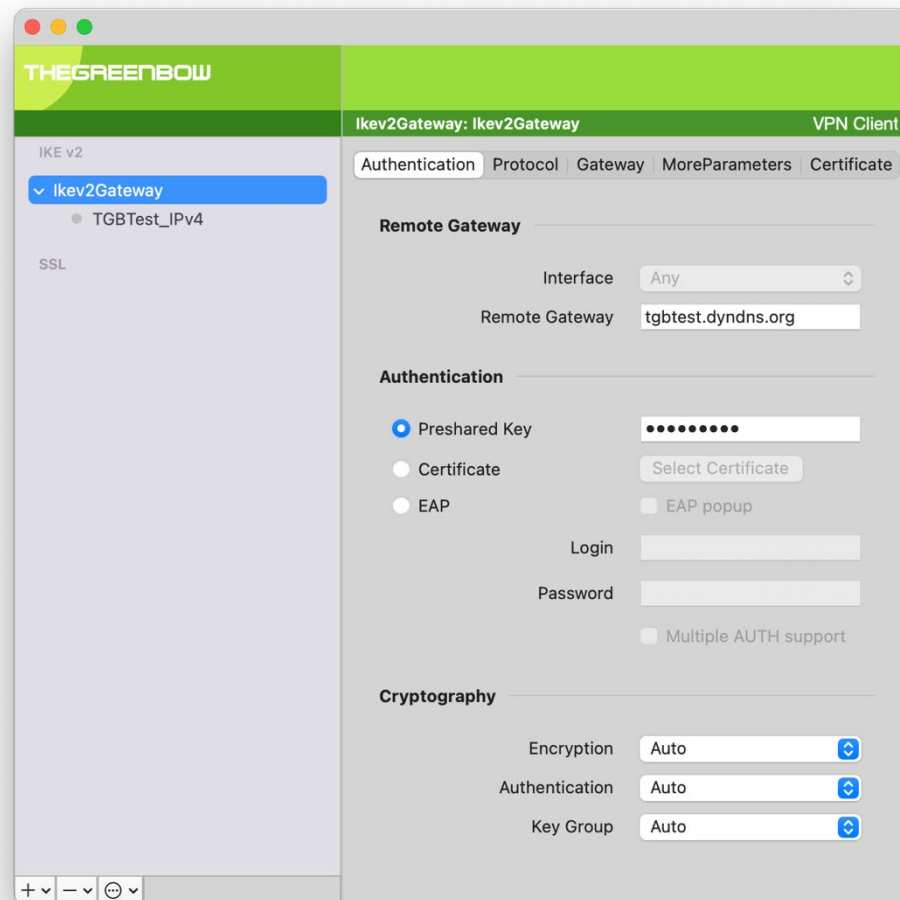 THEGREENBOW
Ikev2Gateway: Ikev2Gateway VPN Client
IKE v2
Ikev2Gateway
TGBTest_IPv4
SSL
Authentication Protocol Gateway MoreParameters Certificate
Remote Gateway
Interface Any
Remote Gateway tgbtest.dyndns.org
Authentication
Preshared Key •••••••••
Certificate Select Certificate
EAP EAP popup
Login
Password
Multiple AUTH support
Cryptography
Encryption Auto
Authentication Auto
Key Group Auto